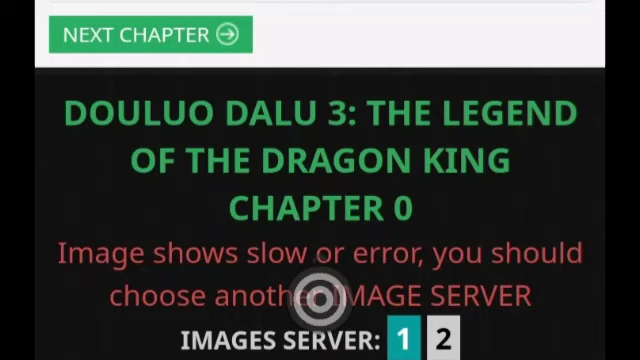 NEXT CHAPTER
DOULUO DALU 3: THE LEGEND
OF THE DRAGON KING
CHAPTER 0
Image shows slow or error, you should
choose another IMAGE SERVER
IMAGES SERVER: 1 2